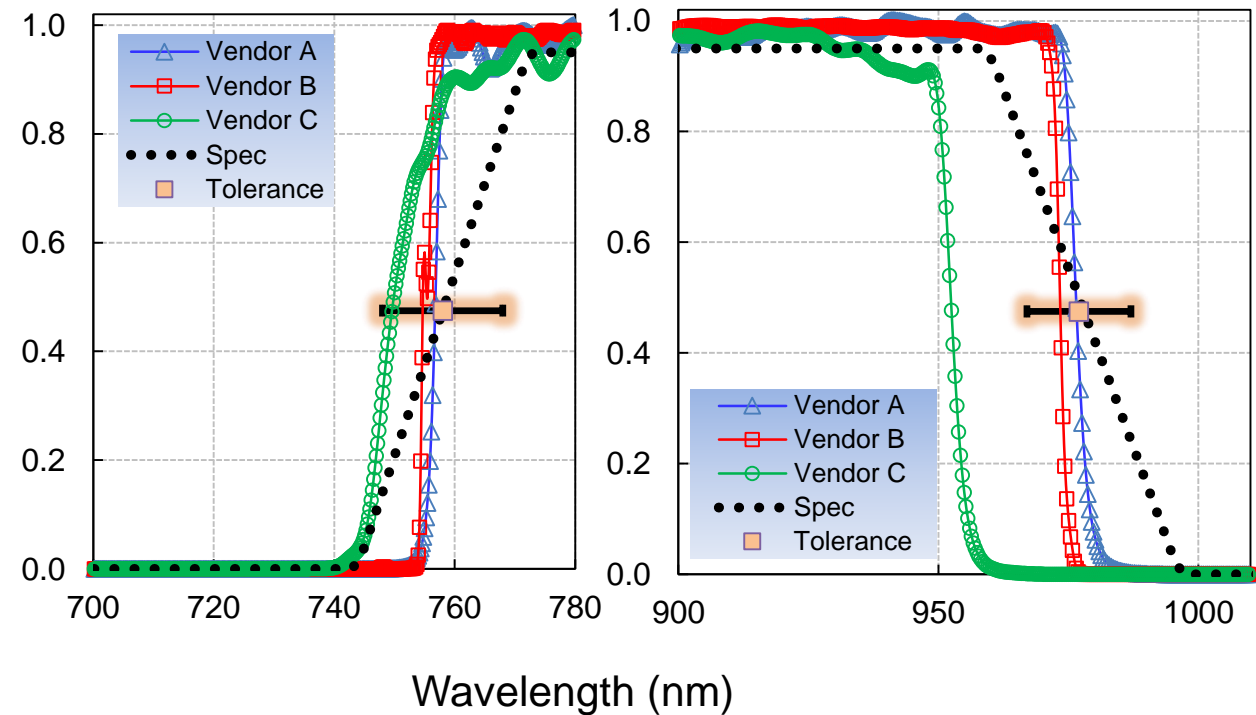 1.0
0.8
0.6
0.4
0.2
0.0
700 720 740 760 780
Vendor A
Vendor B
Vendor C
Spec
Tolerance
1.0
0.8
0.6
0.4
0.2
0.0
900 950 1000
Vendor A
Vendor B
Vendor C
Spec
Tolerance
Wavelength (nm)